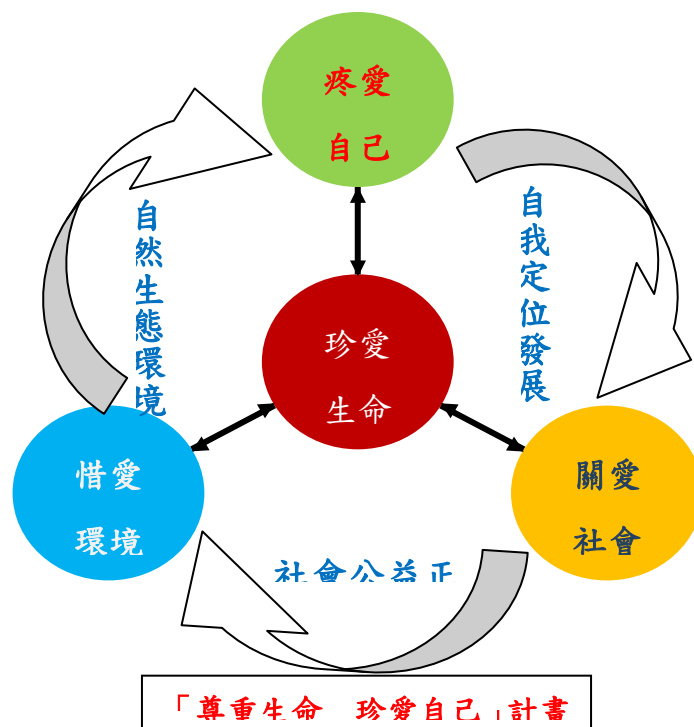 疼愛
自己
自然生態環境
自我定位發展
珍愛
生命
惜愛
環境
關愛
社會
社會公益正
「尊重生命　珍愛自己」計畫